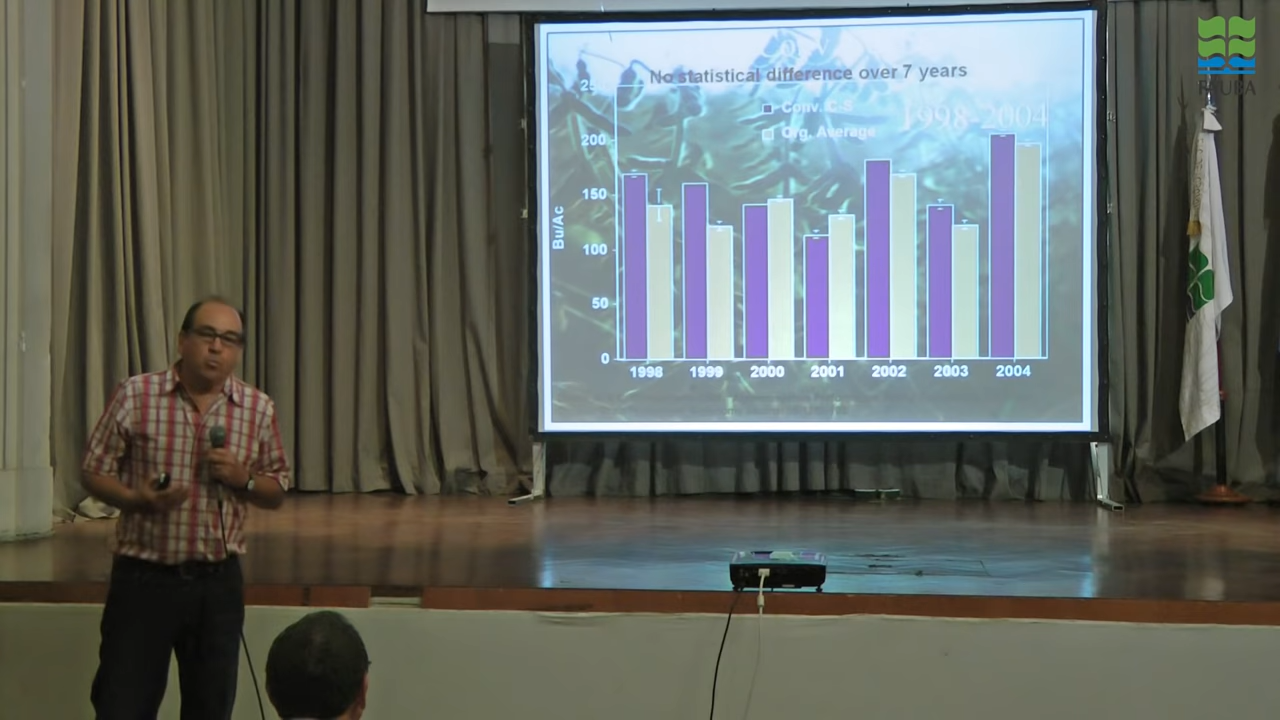 No statistical difference over 7 years
Conv. C-S
Org. Average
1998-2004
200
150
100
50
0
Bu/Ac
1998 1999 2000 2001 2002 2003 2004
FAUBA